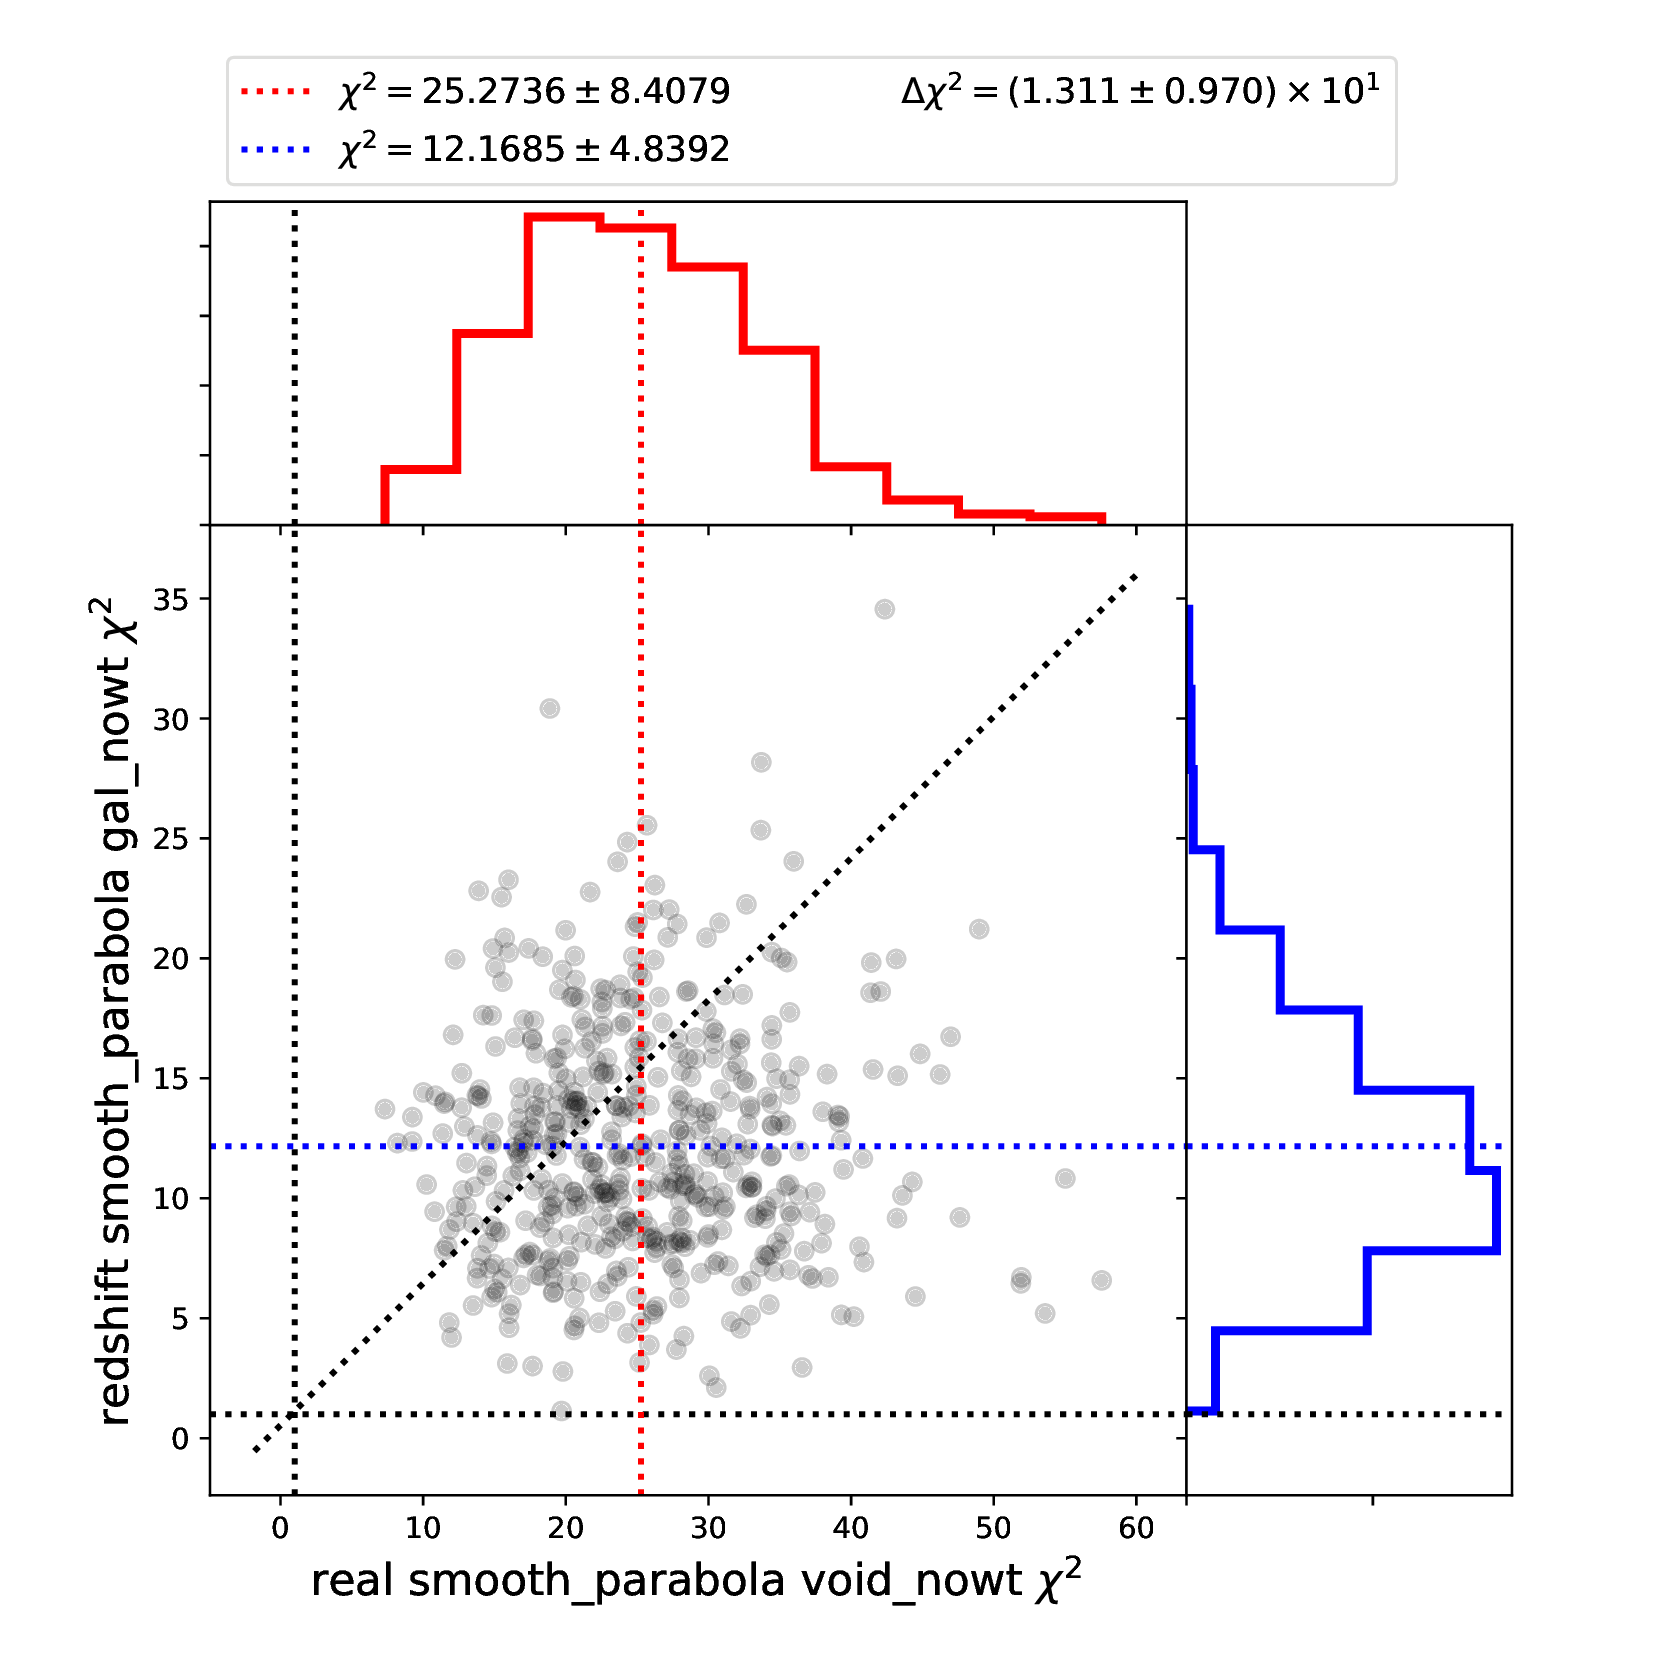 χ² = 25.2736 ± 8.4079 Δχ² = (1.311 ± 0.970) × 10¹
χ² = 12.1685 ± 4.8392
redshift smooth_parabola gal_nowt χ²
35
30
25
20
15
10
5
0
0 10 20 30 40 50 60
real smooth_parabola void_nowt χ²